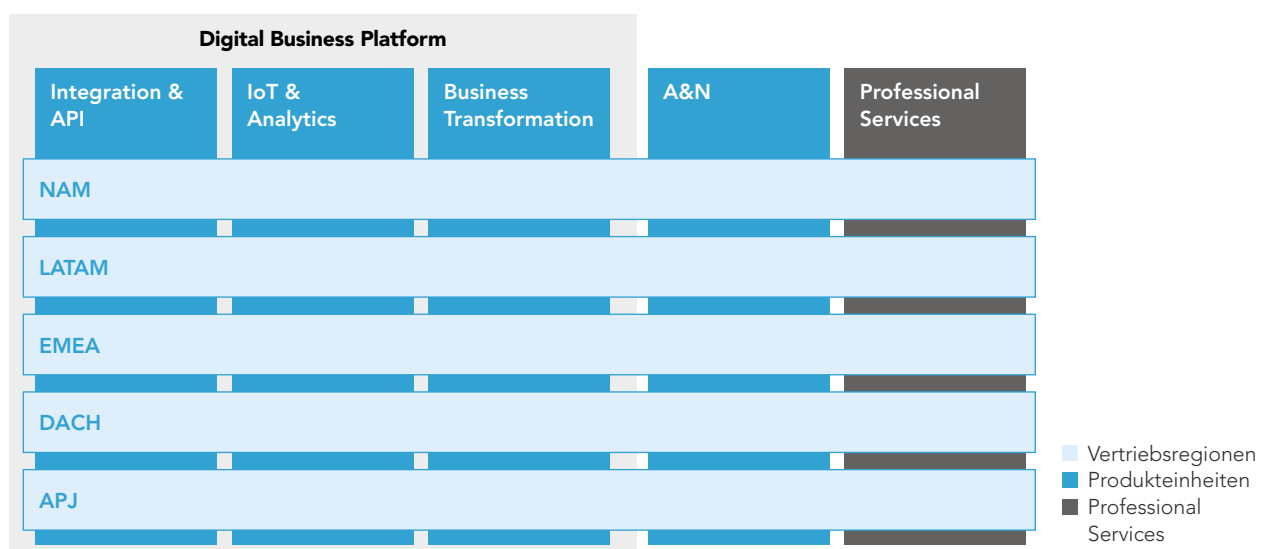 Digital Business Platform
Integration &
API
IoT &
Analytics
Business
Transformation
A&N
Professional
Services
NAM
LATAM
EMEA
DACH
APJ
Vertriebsregionen
Produkteinheiten
Professional
Services